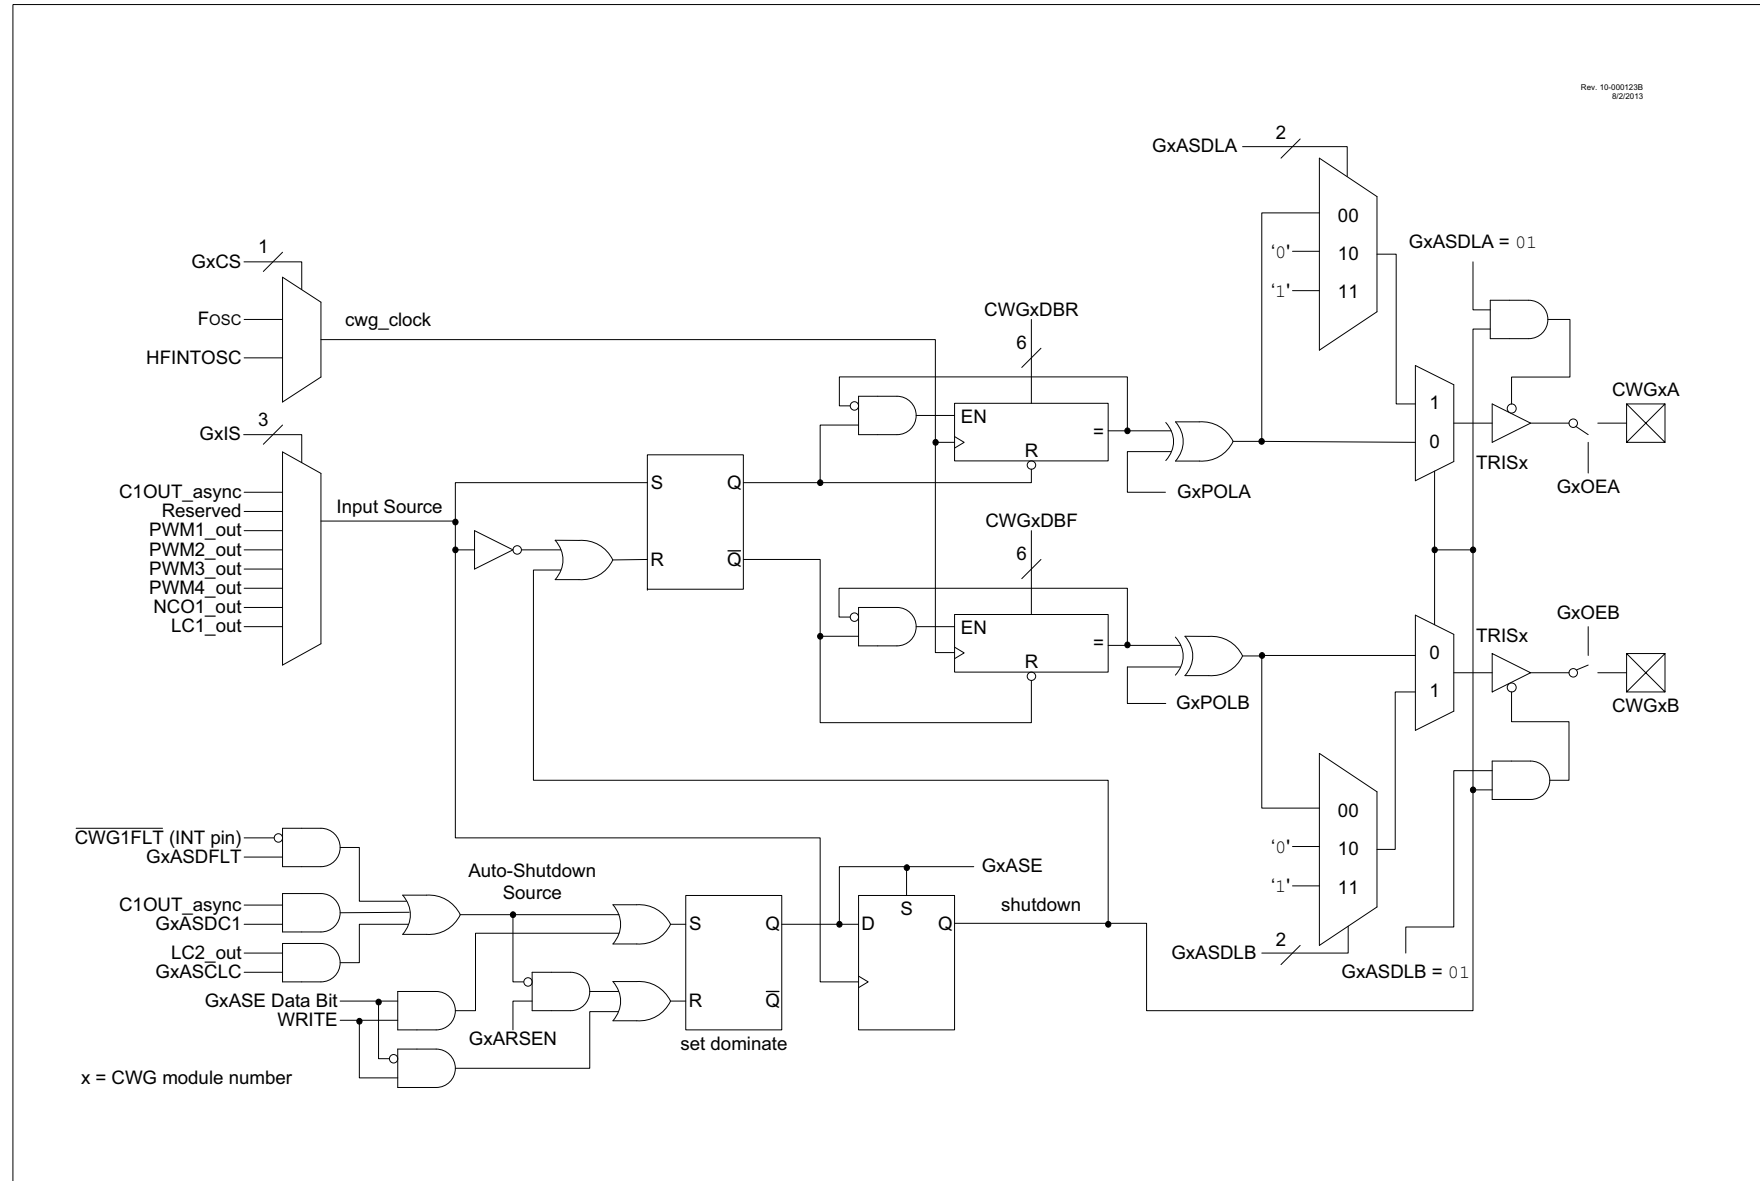 Rev. 10-000123B
8/2/2013
GxASDLA
2
00
'0'
10
'1'
11
GxASDLA = 01
1
GxCS
FOSC
HFINTOSC
cwg_clock
CWGxDBR
6
EN
=
R
GxPOLA
1
0
TRISx
CWGxA
GxOEA
3
GxIS
C1OUT_async
Reserved
PWM1_out
PWM2_out
PWM3_out
PWM4_out
NCO1_out
LC1_out
Input Source
S
Q
R
Q̅
CWGxDBF
6
EN
=
R
GxPOLB
0
1
TRISx
GxOEB
CWGxB
00
'0'
10
'1'
11
GxASDLB
2
GxASDLB = 01
C̅W̅G̅1̅F̅L̅T̅ (INT pin)
GxASDFLT
C1OUT_async
GxASDC1
LC2_out
GxASCLC
GxASE Data Bit
WRITE
Auto-Shutdown
Source
GxARSEN
S
Q
R
Q̅
set dominate
GxASE
S
D
Q
shutdown
x = CWG module number